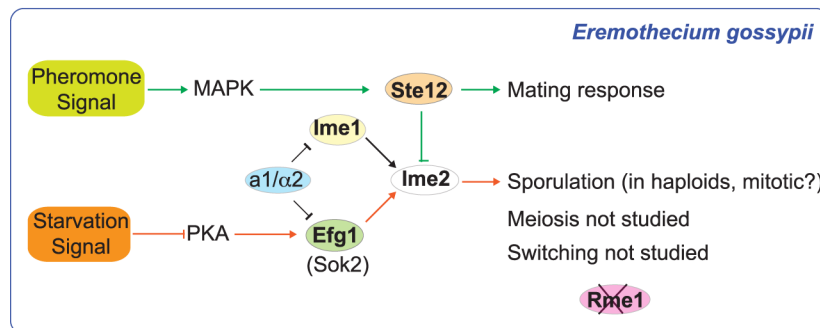 Eremothecium gossypii
Pheromone
Signal
MAPK
Ste12
Mating response
Ime1
a1/α2
Ime2
Sporulation (in haploids, mitotic?)
Starvation
Signal
PKA
Efg1
(Sok2)
Meiosis not studied
Switching not studied
Rme1